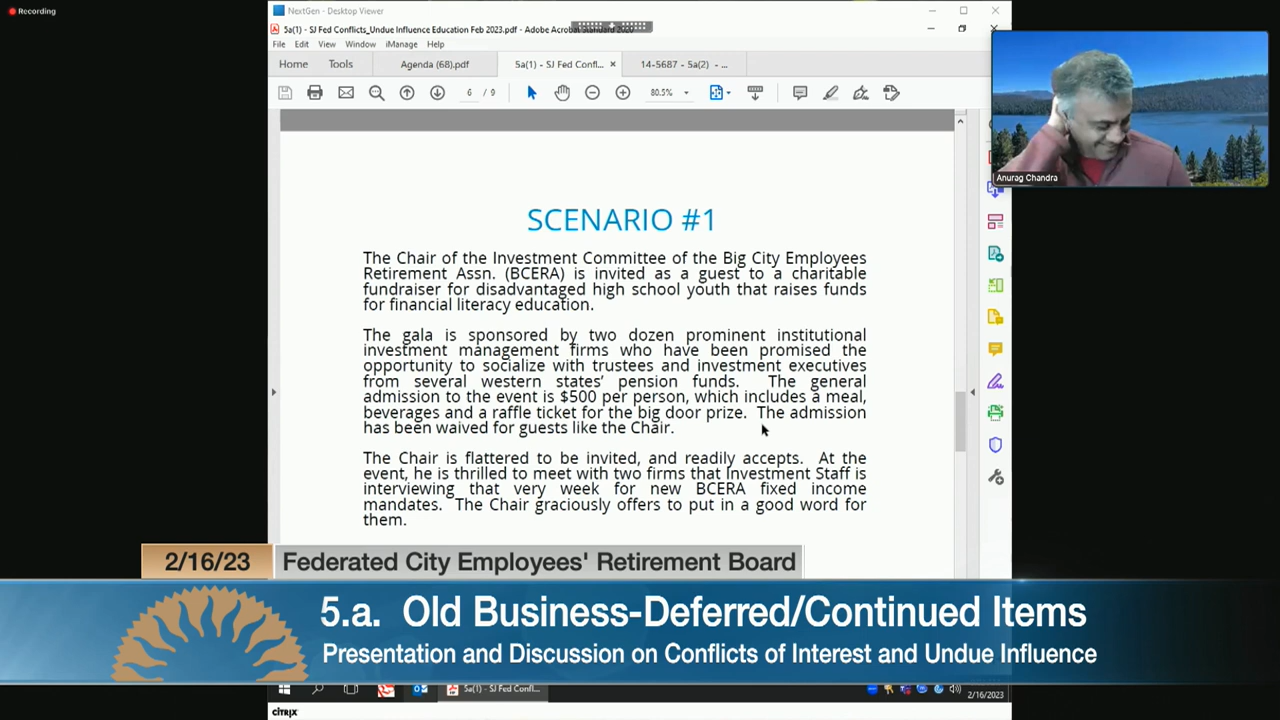 Recording
NextGen - Desktop Viewer
5a(1) - SJ Fed Conflicts_Undue Influence Education Feb 2023.pdf - Adobe Acrobat Standard 2020
File Edit View Window iManage Help
Home Tools Agenda (68).pdf 5a(1) - SJ Fed Confl... × 14-5687 - 5a(2) - ...
6 / 9 80.5%
Anurag Chandra
SCENARIO #1
The Chair of the Investment Committee of the Big City Employees
Retirement Assn. (BCERA) is invited as a guest to a charitable
fundraiser for disadvantaged high school youth that raises funds
for financial literacy education.
The gala is sponsored by two dozen prominent institutional
investment management firms who have been promised the
opportunity to socialize with trustees and investment executives
from several western states’ pension funds. The general
admission to the event is $500 per person, which includes a meal,
beverages and a raffle ticket for the big door prize. The admission
has been waived for guests like the Chair.
The Chair is flattered to be invited, and readily accepts. At the
event, he is thrilled to meet with two firms that Investment Staff is
interviewing that very week for new BCERA fixed income
mandates. The Chair graciously offers to put in a good word for
them.
2/16/23 Federated City Employees' Retirement Board
5.a. Old Business-Deferred/Continued Items
Presentation and Discussion on Conflicts of Interest and Undue Influence
5a(1) - SJ Fed Confl...
2/16/2023
CİTRIX